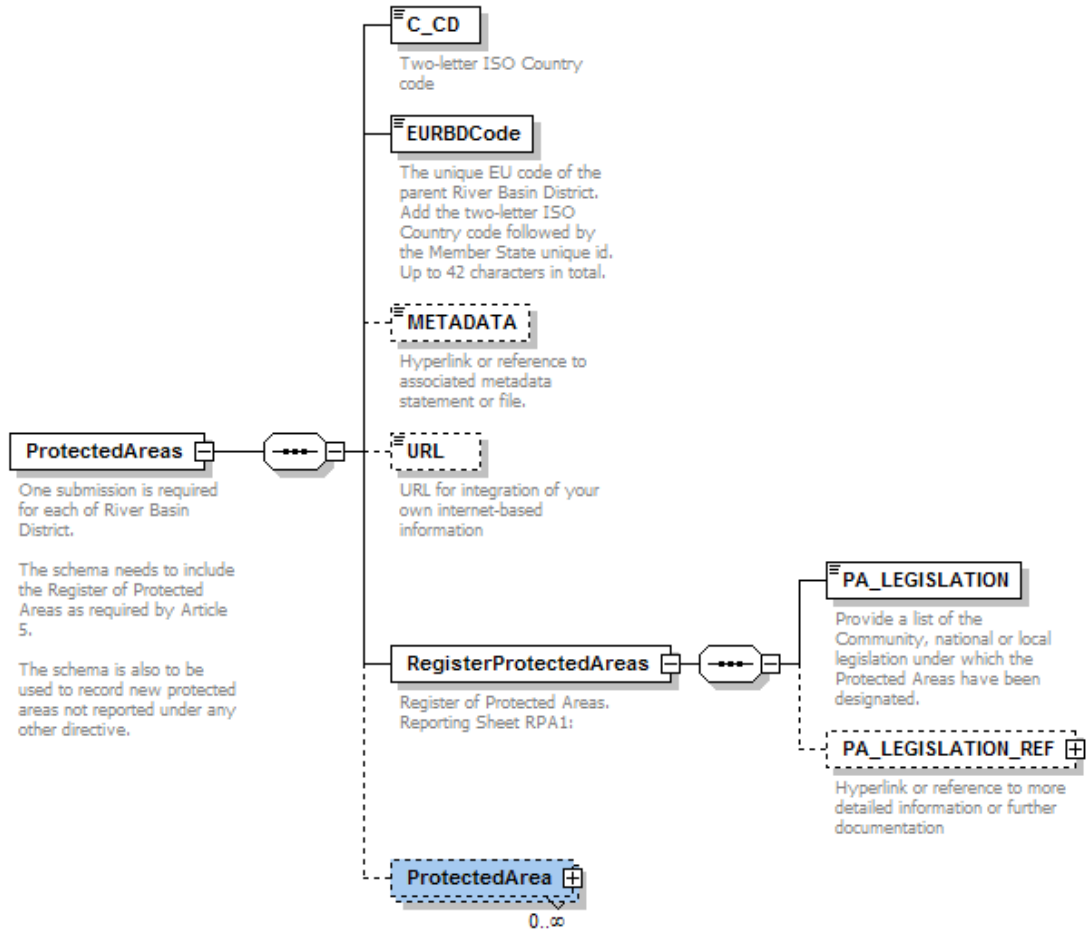 C_CD
Two-letter ISO Country
code
EURBDCode
The unique EU code of the
parent River Basin District.
Add the two-letter ISO
Country code followed by
the Member State unique id.
Up to 42 characters in total.
METADATA
Hyperlink or reference to
associated metadata
statement or file.
ProtectedAreas
One submission is required
for each of River Basin
District.
The schema needs to include
the Register of Protected
Areas as required by Article
5.
The schema is also to be
used to record new protected
areas not reported under any
other directive.
URL
URL for integration of your
own internet-based
information
RegisterProtectedAreas
Register of Protected Areas.
Reporting Sheet RPA1:
PA_LEGISLATION
Provide a list of the
Community, national or local
legislation under which the
Protected Areas have been
designated.
PA_LEGISLATION_REF
Hyperlink or reference to more
detailed information or further
documentation
ProtectedArea
0..∞